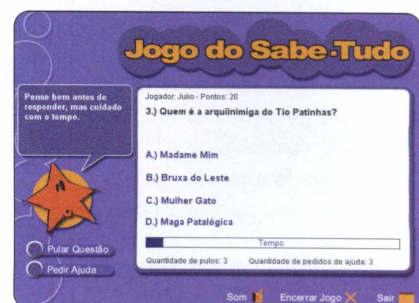 Jogo do Sabe-Tudo
Pense bem antes de
responder, mas cuidado
com o tempo.
Jogador: Julio - Pontos: 20
3.) Quem é a arquiinimiga do Tio Patinhas?
A.) Madame Mim
B.) Bruxa do Leste
C.) Mulher Gato
D.) Maga Patalógica
Tempo
Quantidade de pulos: 3 Quantidade de pedidos de ajuda: 3
Pular Questão
Pedir Ajuda
Som Encerrar Jogo Sair